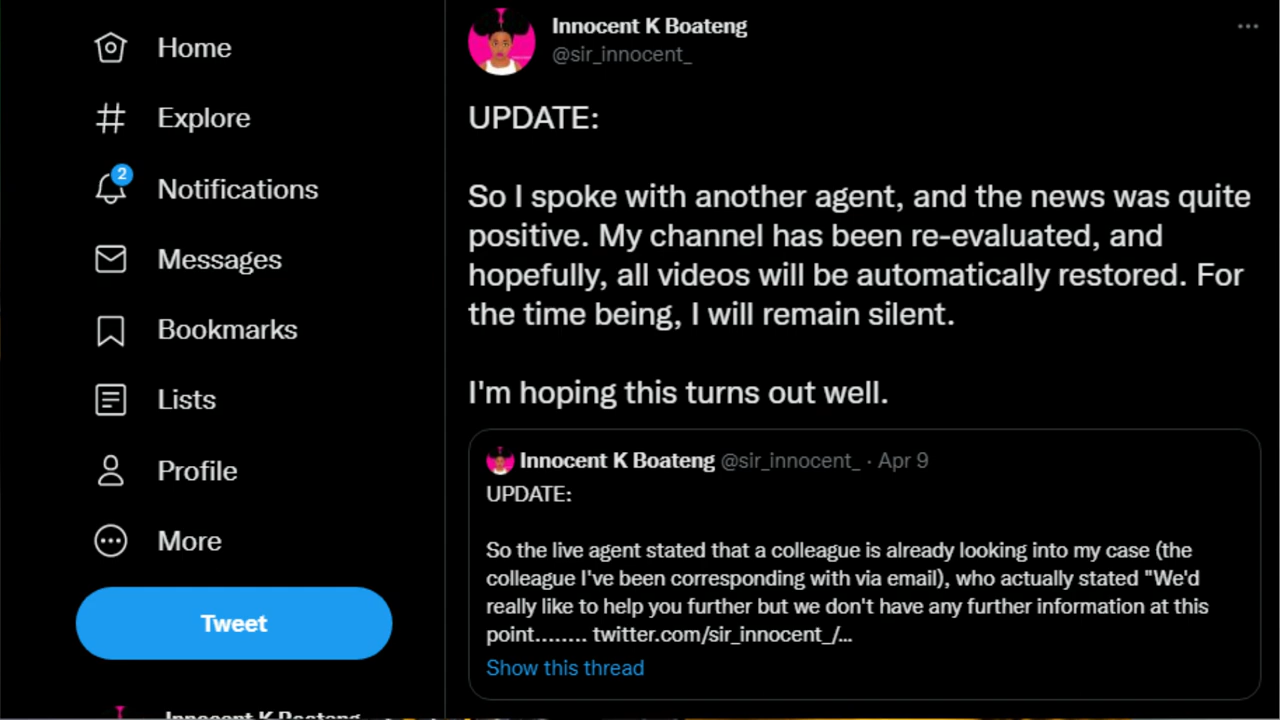 Home
Explore
2
Notifications
Messages
Bookmarks
Lists
Profile
More
Tweet
Innocent K Boateng
Innocent K Boateng
@sir_innocent_
UPDATE:
So I spoke with another agent, and the news was quite
positive. My channel has been re-evaluated, and
hopefully, all videos will be automatically restored. For
the time being, I will remain silent.
I'm hoping this turns out well.
Innocent K Boateng @sir_innocent_ · Apr 9
UPDATE:
So the live agent stated that a colleague is already looking into my case (the
colleague I've been corresponding with via email), who actually stated "We'd
really like to help you further but we don't have any further information at this
point........ twitter.com/sir_innocent_/...
Show this thread